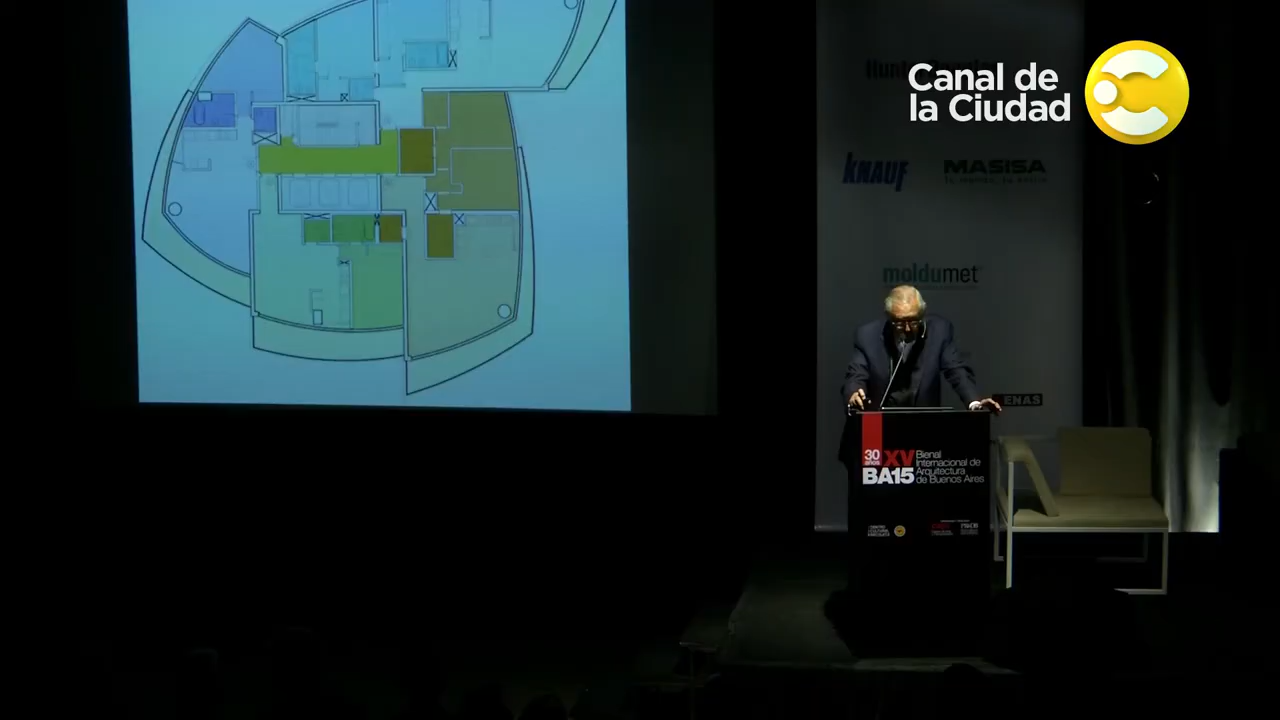 Canal de
la Ciudad
KNAUF
MASISA
moldumet
ENAS
30
años
XV
BA15
Bienal
Internacional de
Arquitectura
de Buenos Aires